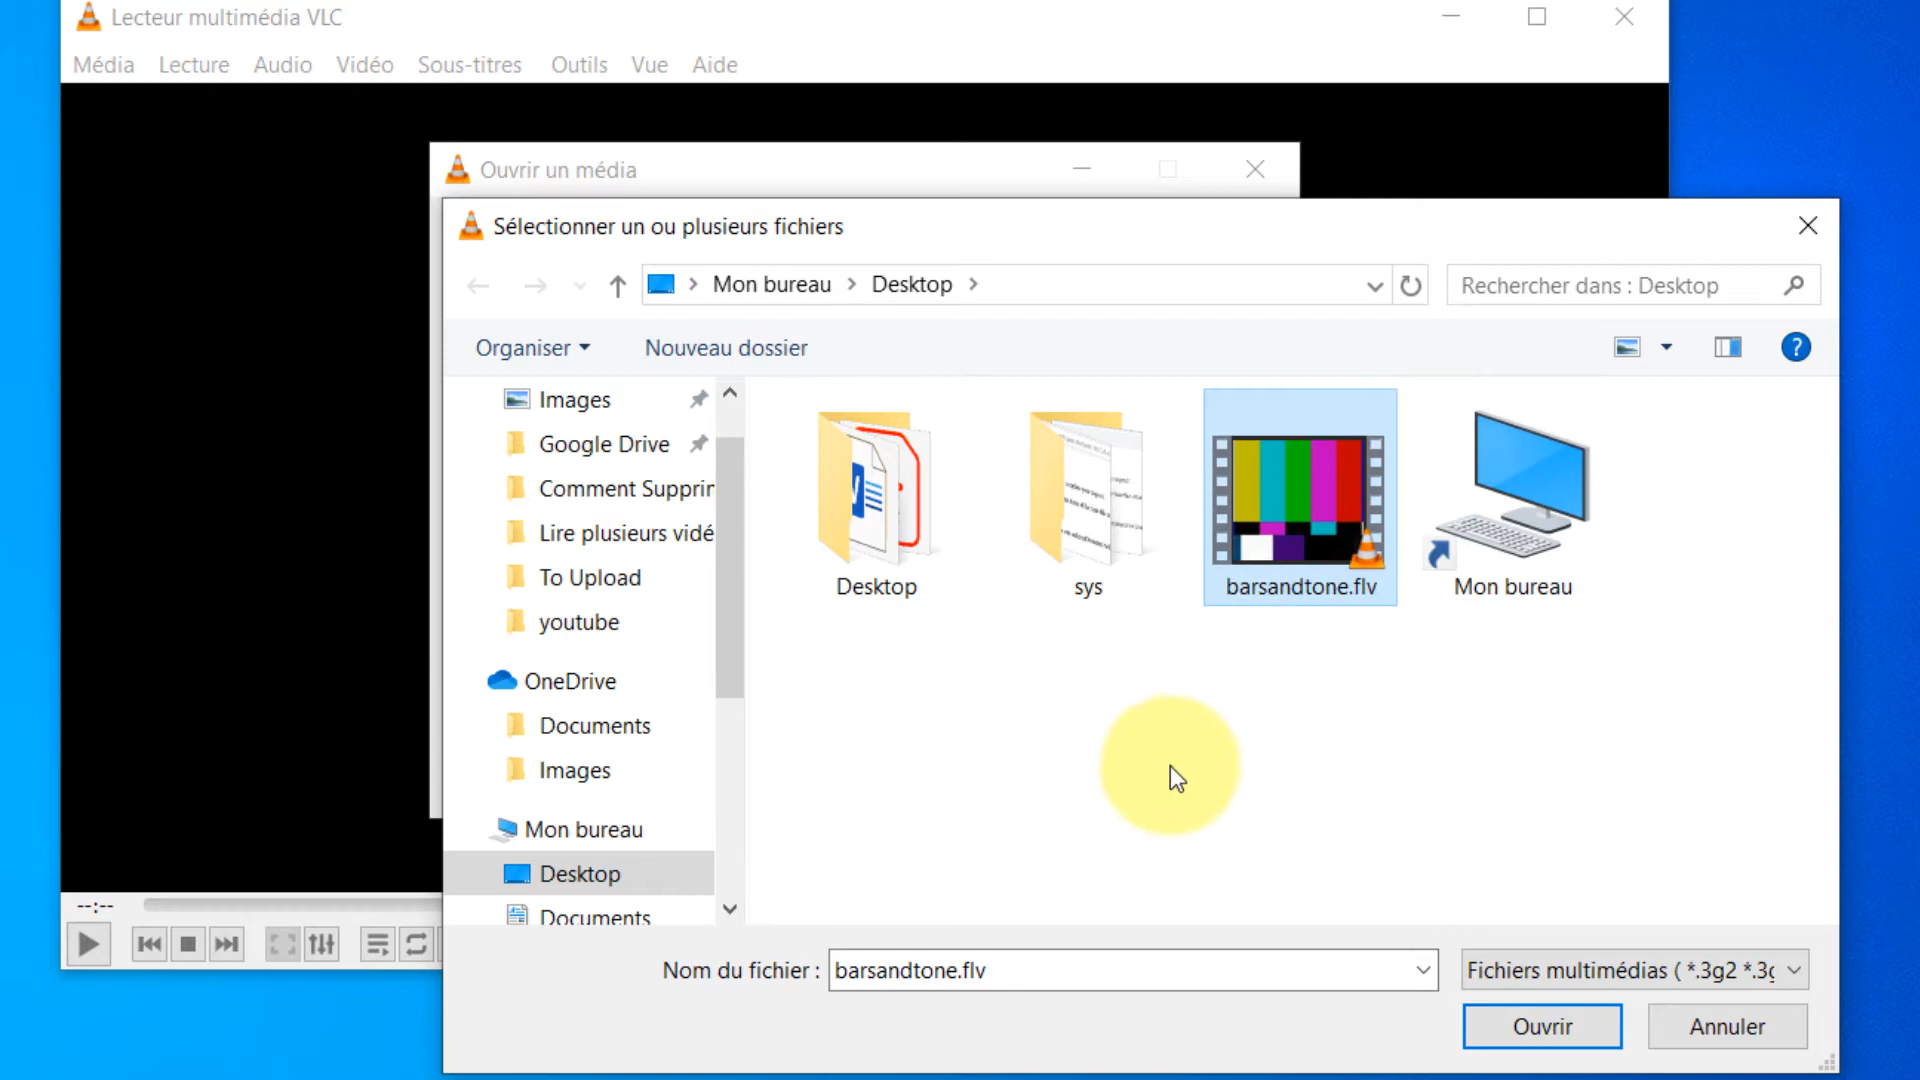 Lecteur multimédia VLC
Média Lecture Audio Vidéo Sous-titres Outils Vue Aide
Ouvrir un média
Sélectionner un ou plusieurs fichiers
Mon bureau Desktop
Rechercher dans : Desktop
Organiser Nouveau dossier
?
Images
Google Drive
Comment Supprin
Lire plusieurs vidé
To Upload
youtube
OneDrive
Documents
Images
Mon bureau
Desktop
Documents
Desktop
sys
barsandtone.flv
Mon bureau
--:--
Nom du fichier : barsandtone.flv
Fichiers multimédias ( *.3g2 *.3g
Ouvrir Annuler